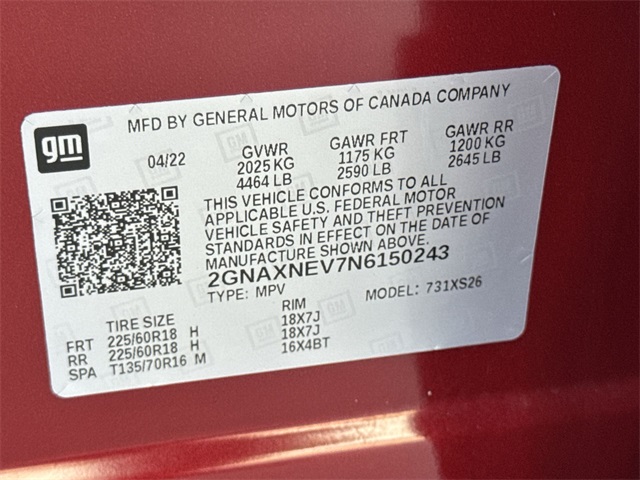 gm
MFD BY GENERAL MOTORS OF CANADA COMPANY
04/22 GVWR GAWR FRT GAWR RR
2025 KG 1175 KG 1200 KG
4464 LB 2590 LB 2645 LB
THIS VEHICLE CONFORMS TO ALL
APPLICABLE U.S. FEDERAL MOTOR
VEHICLE SAFETY AND THEFT PREVENTION
STANDARDS IN EFFECT ON THE DATE OF
MANUFACTURE SHOWN ABOVE.
2GNAXNEV7N6150243
TYPE: MPV MODEL: 731XS26
TIRE SIZE RIM
FRT 225/60R18 H 18X7J
RR 225/60R18 H 18X7J
SPA T135/70R16 M 16X4BT